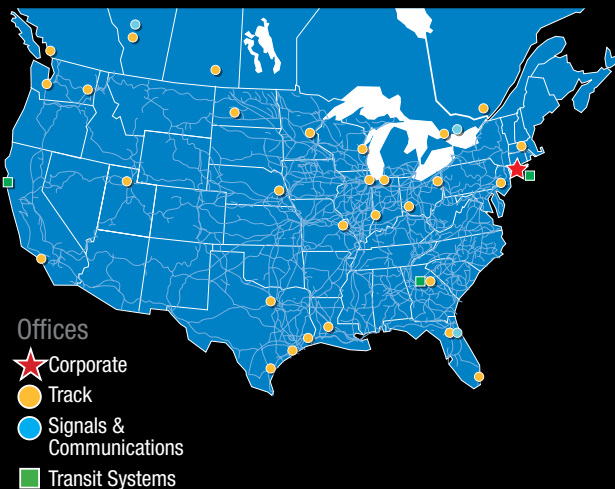 Offices
Corporate
Track
Signals &
Communications
Transit Systems